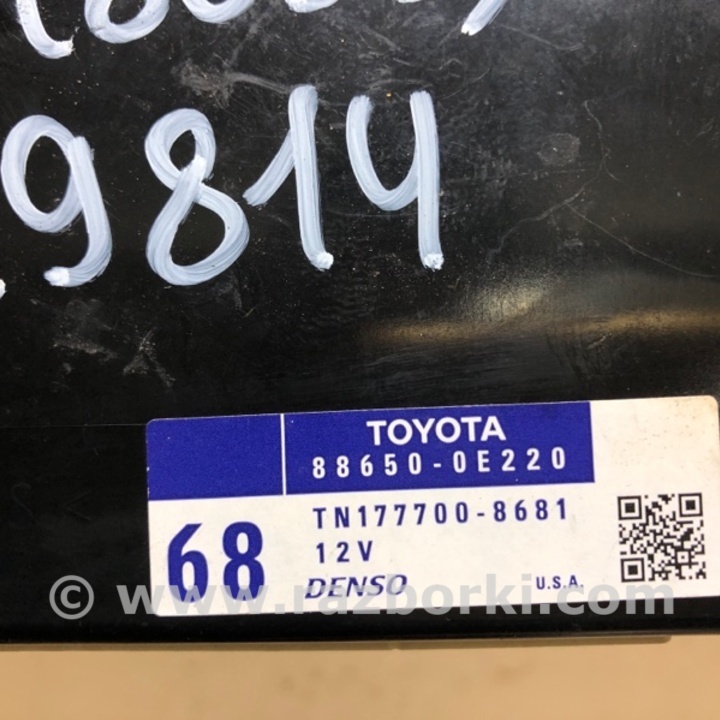 9814
TOYOTA
88650-0E220
68
TN177700-8681
12V
DENSO
U.S.A.
© www.razborki.com